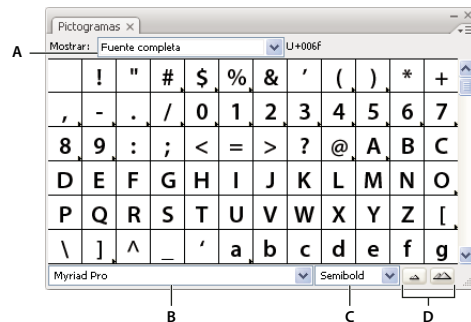 Pictogramas ×
Mostrar: Fuente completa U+006f
A
! " # $ % & ' ( ) * +
, - . / 0 1 2 3 4 5 6 7
8 9 : ; < = > ? @ A B C
D E F G H I J K L M N O
P Q R S T U V W X Y Z [
\ ] ^ _ ‘ a b c d e f g
Myriad Pro Semibold
B C D